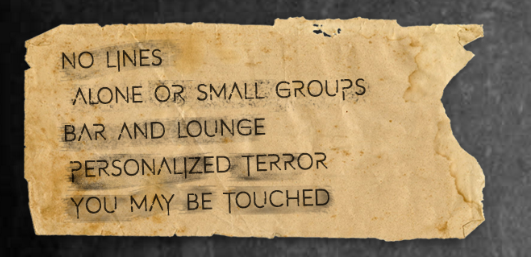 NO LINES
ALONE OR SMALL GROUPS
BAR AND LOUNGE
PERSONALIZED TERROR
YOU MAY BE TOUCHED